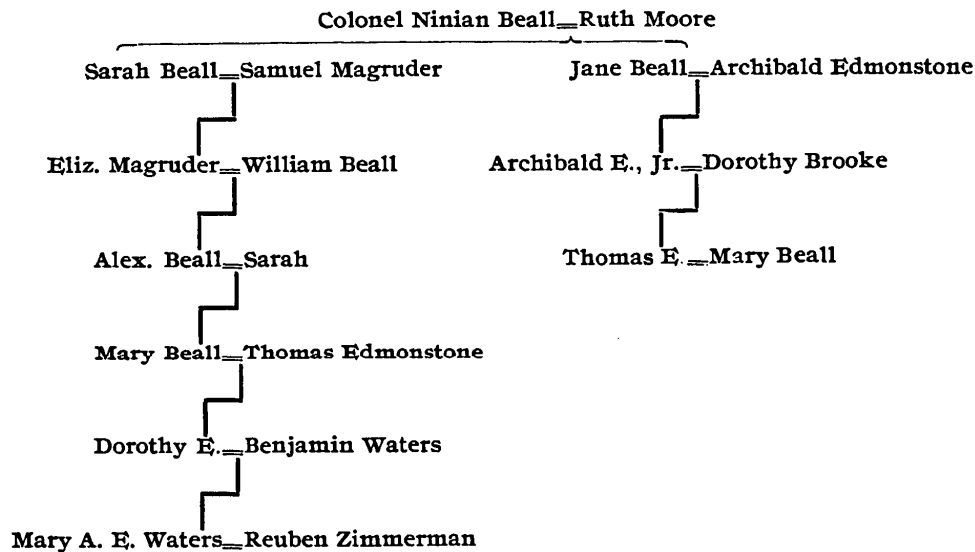 Colonel Ninian Beall=Ruth Moore
Sarah Beall=Samuel Magruder
Jane Beall=Archibald Edmonstone
Eliz. Magruder=William Beall
Archibald E., Jr.=Dorothy Brooke
Alex. Beall=Sarah
Thomas E.=Mary Beall
Mary Beall=Thomas Edmonstone
Dorothy E.=Benjamin Waters
Mary A. E. Waters=Reuben Zimmerman